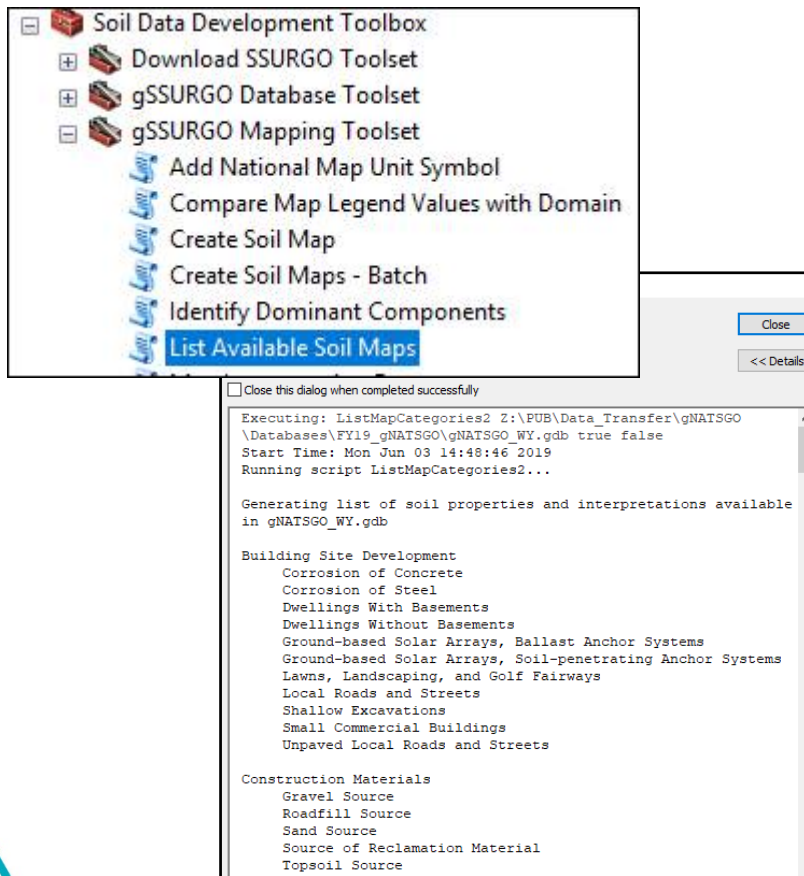 Soil Data Development Toolbox
Download SSURGO Toolset
gSSURGO Database Toolset
gSSURGO Mapping Toolset
Add National Map Unit Symbol
Compare Map Legend Values with Domain
Create Soil Map
Create Soil Maps - Batch
Identify Dominant Components
List Available Soil Maps
Close
<< Details
Close this dialog when completed successfully
Executing: ListMapCategories2 Z:\PUB\Data_Transfer\gNATSGO
\Databases\FY19_gNATSGO\gNATSGO_WY.gdb true false
Start Time: Mon Jun 03 14:48:46 2019
Running script ListMapCategories2...
Generating list of soil properties and interpretations available
in gNATSGO_WY.gdb
Building Site Development
Corrosion of Concrete
Corrosion of Steel
Dwellings With Basements
Dwellings Without Basements
Ground-based Solar Arrays, Ballast Anchor Systems
Ground-based Solar Arrays, Soil-penetrating Anchor Systems
Lawns, Landscaping, and Golf Fairways
Local Roads and Streets
Shallow Excavations
Small Commercial Buildings
Unpaved Local Roads and Streets
Construction Materials
Gravel Source
Roadfill Source
Sand Source
Source of Reclamation Material
Topsoil Source